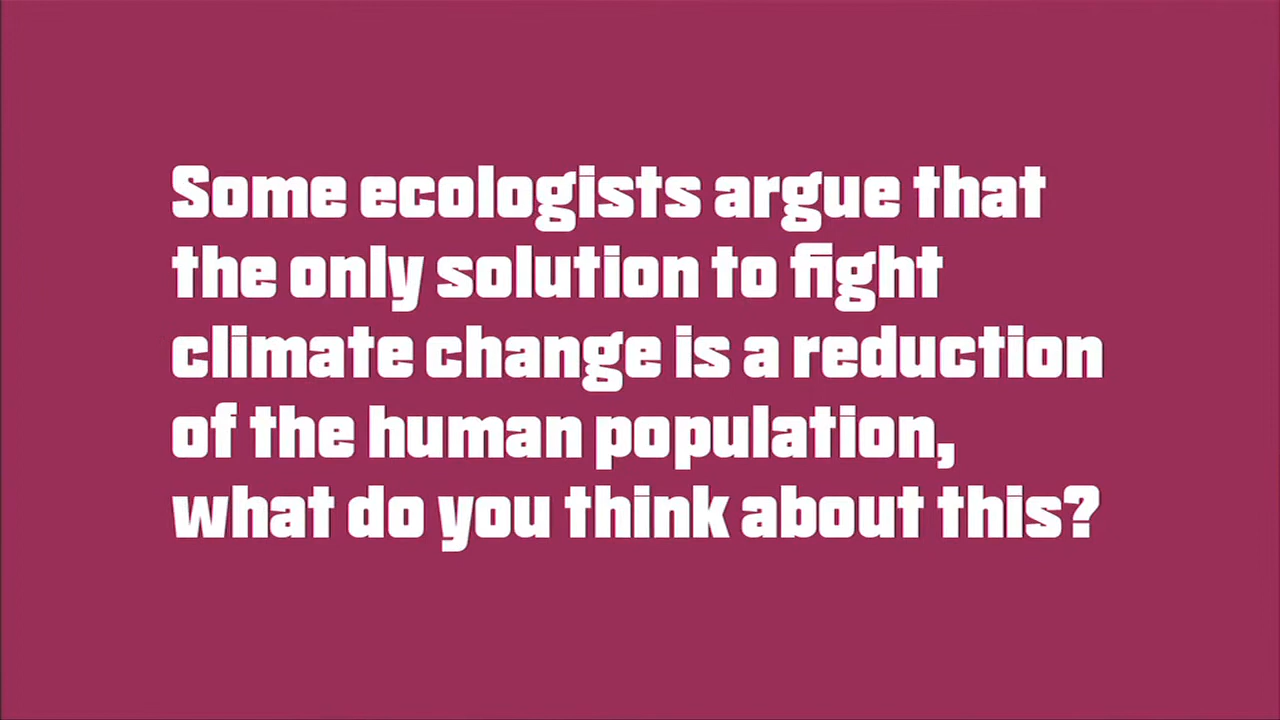 Some ecologists argue that
the only solution to fight
climate change is a reduction
of the human population,
what do you think about this?